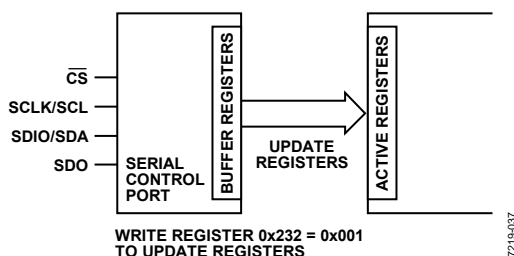 CS
SCLK/SCL
SDIO/SDA
SDO
SERIAL
CONTROL
PORT
BUFFER REGISTERS
UPDATE
REGISTERS
ACTIVE REGISTERS
WRITE REGISTER 0x232 = 0x001
TO UPDATE REGISTERS
7219-037